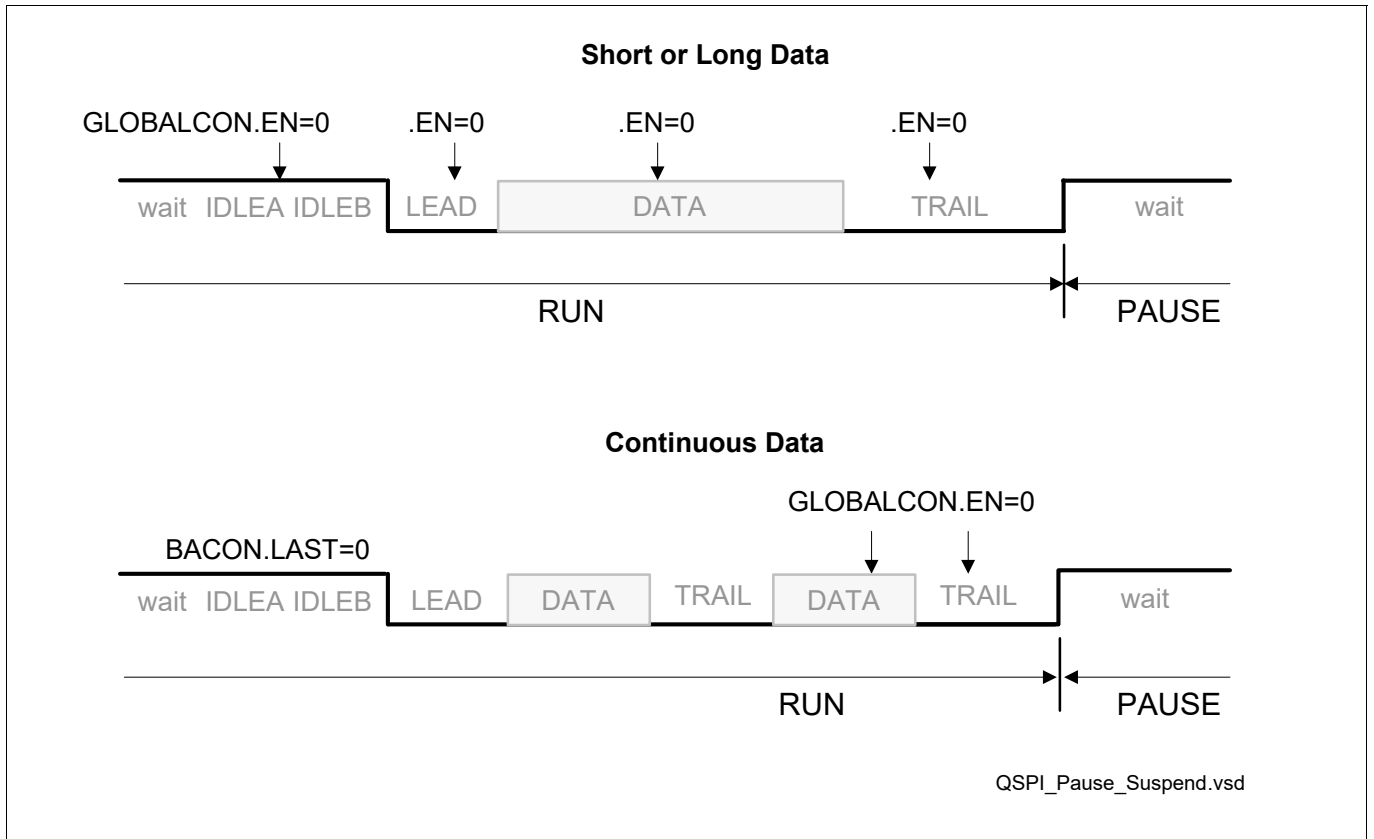 Short or Long Data
GLOBALCON.EN=0 .EN=0 .EN=0 .EN=0
wait IDLEA IDLEB LEAD DATA TRAIL wait
RUN PAUSE
Continuous Data
GLOBALCON.EN=0
BACON.LAST=0
wait IDLEA IDLEB LEAD DATA TRAIL DATA TRAIL wait
RUN PAUSE
QSPI_Pause_Suspend.vsd